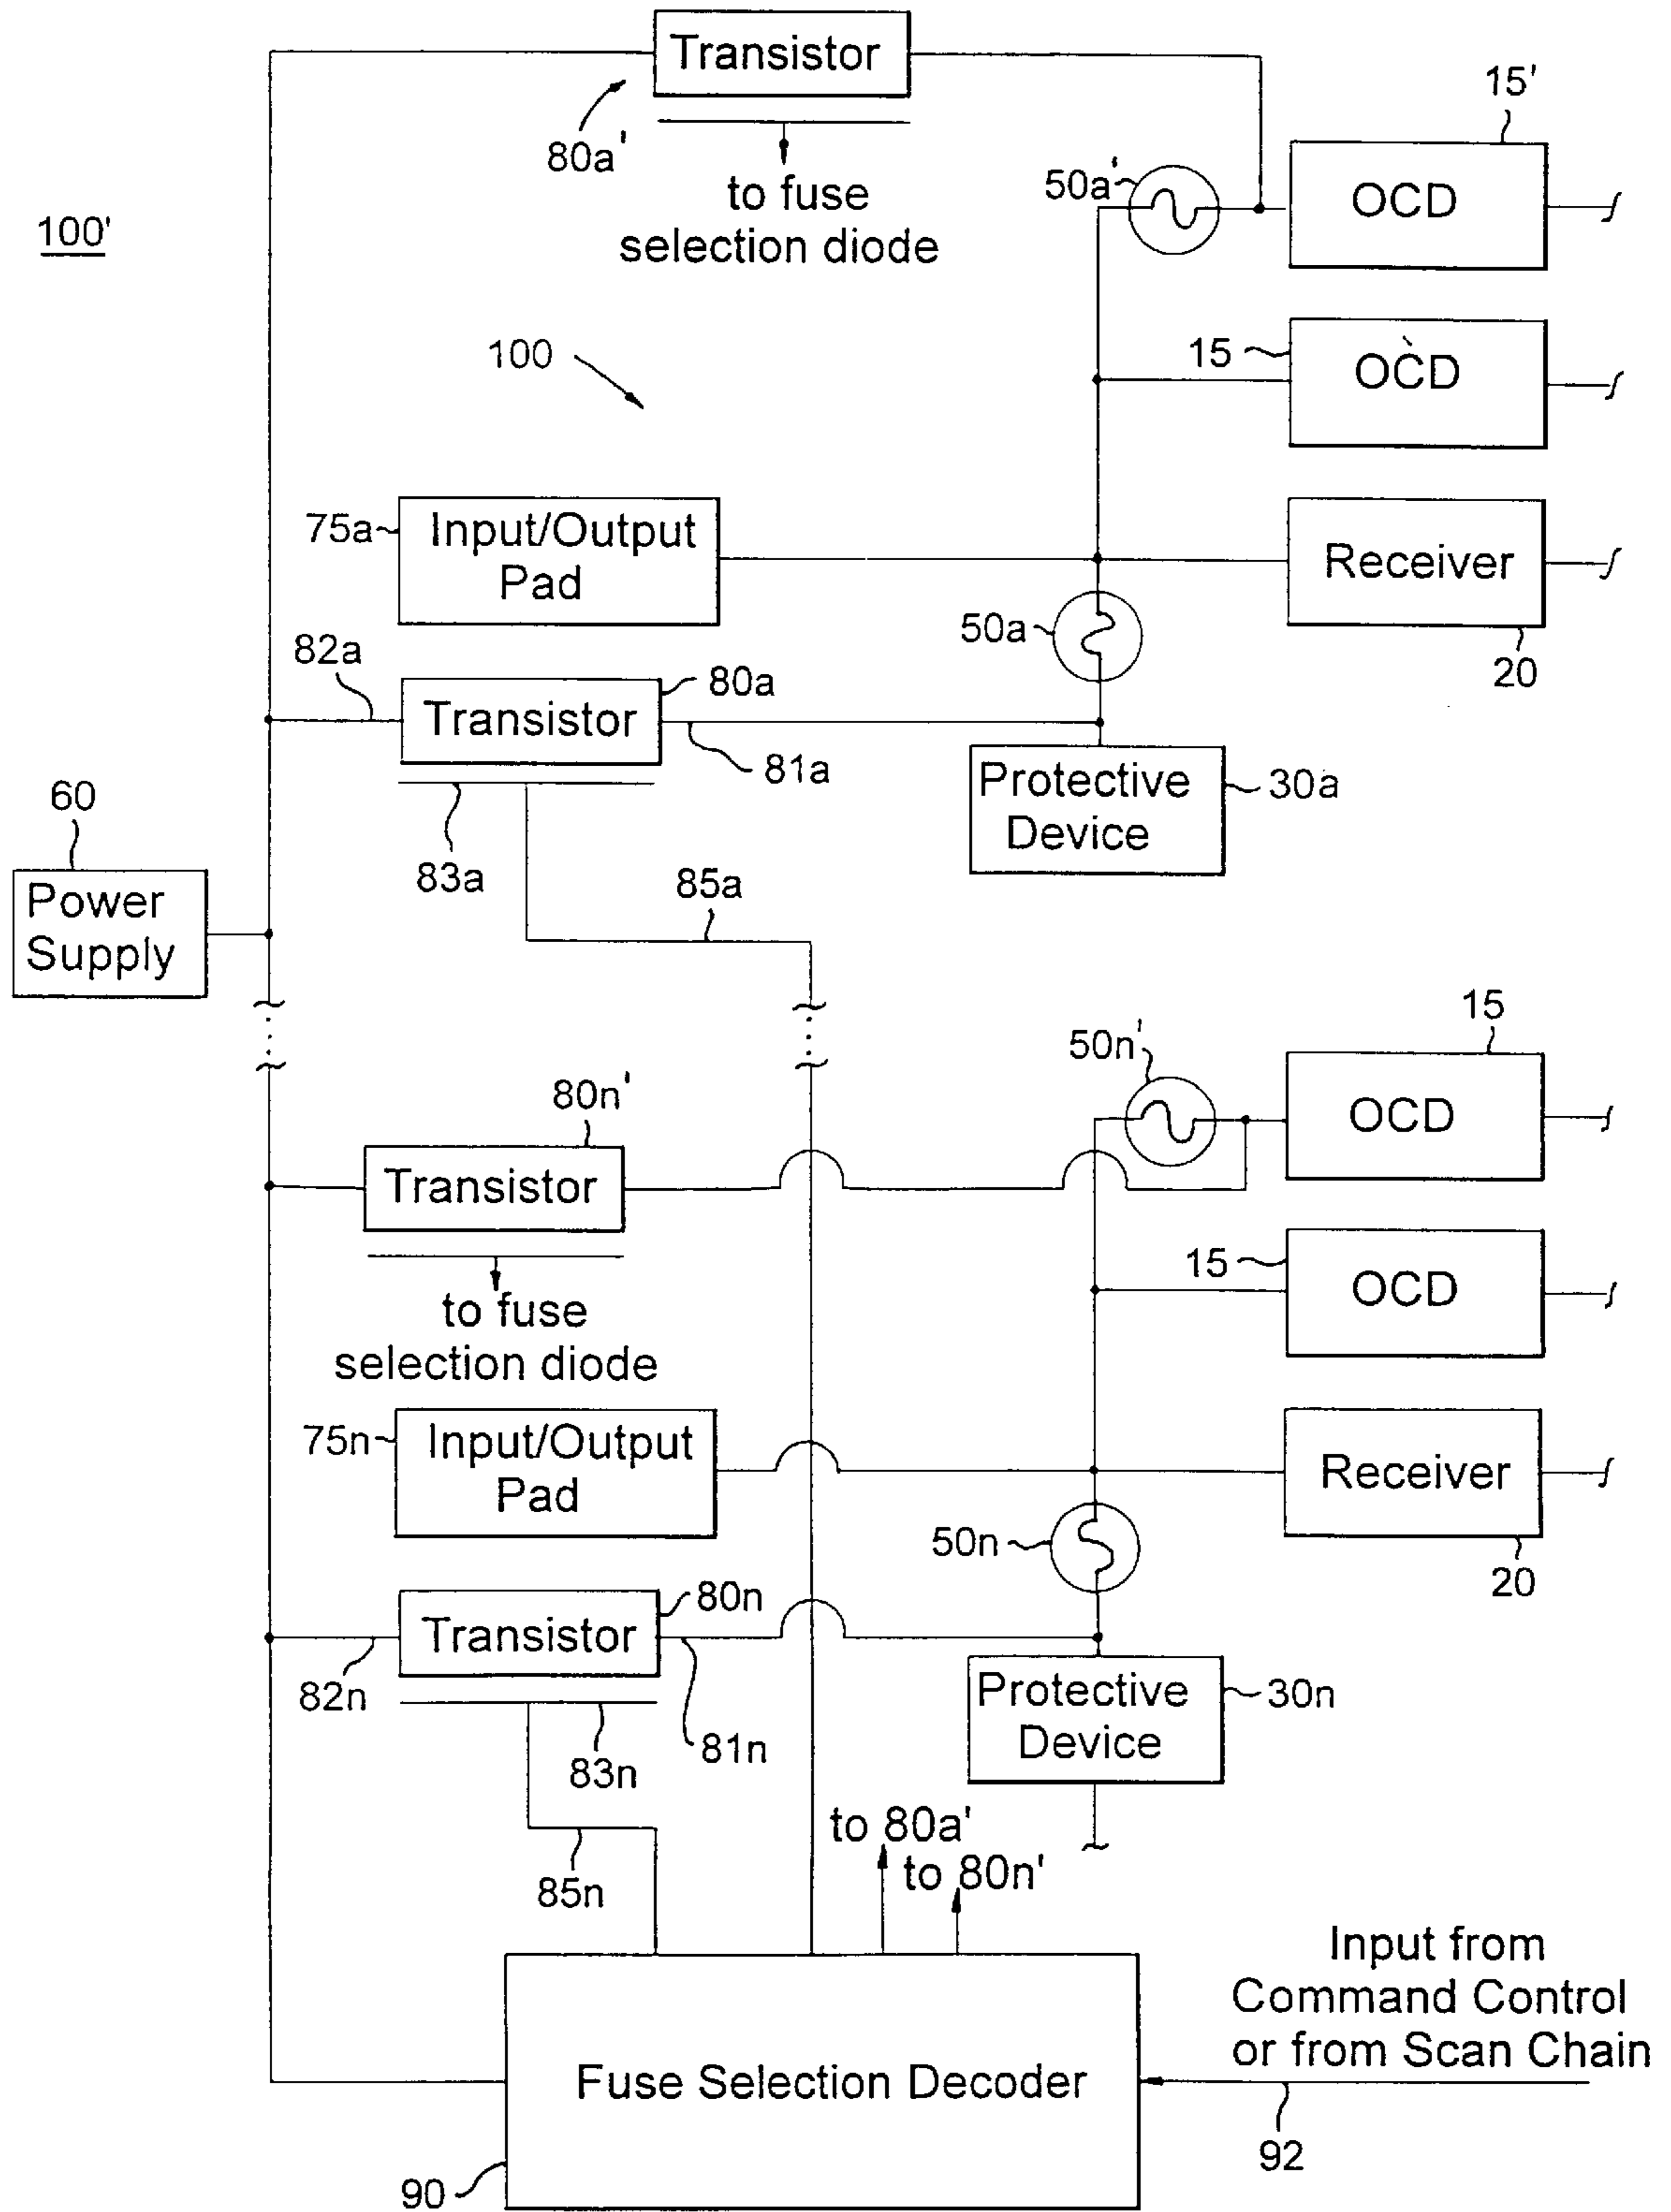 Transistor
15'
80a'
to fuse
selection diode
50a'
OCD
100'
100
15
OCD
75a
Input/Output
Pad
Receiver
50a
20
82a
80a
Transistor
81a
Protective
Device
30a
60
83a
85a
Power
Supply
15
50n'
80n'
OCD
Transistor
15
OCD
to fuse
selection diode
75n
Input/Output
Pad
Receiver
50n
20
80n
Transistor
82n
81n
Protective
Device
30n
83n
to 80a'
to 80n'
85n
Input from
Command Control
or from Scan Chain
Fuse Selection Decoder
92
90